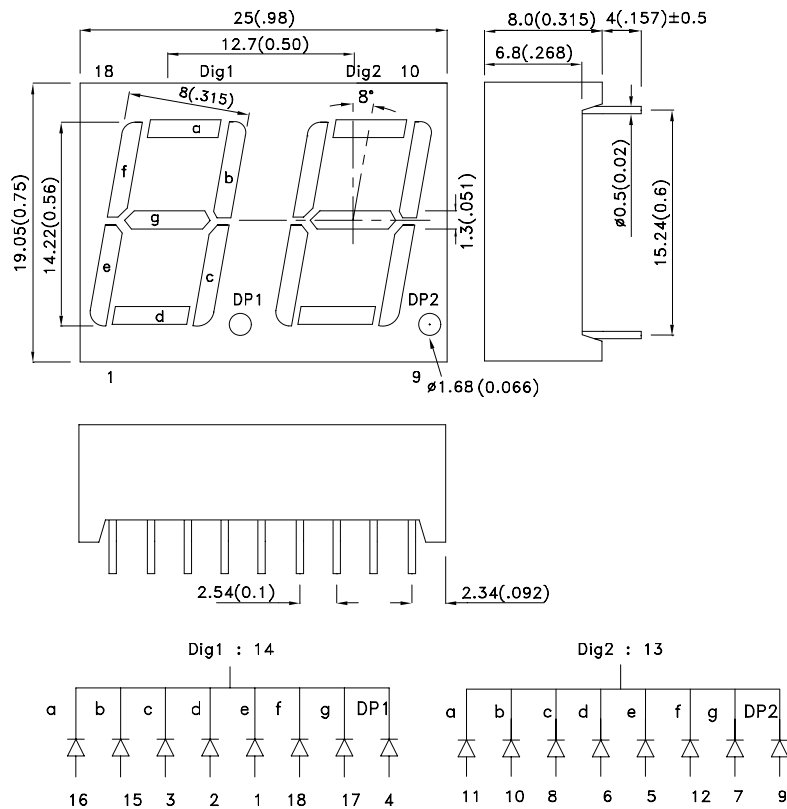 25(.98)
8.0(0.315)
4(.157)±0.5
12.7(0.50)
6.8(.268)
18
Dig1
Dig2
10
8(.315)
8°
a
f
b
g
e
c
d
DP1
DP2
19.05(0.75)
14.22(0.56)
1.3(.051)
ø0.5(0.02)
15.24(0.6)
1
9
ø1.68(0.066)
2.54(0.1)
2.34(.092)
Dig1 : 14
Dig2 : 13
a b c d e f g DP1
a b c d e f g DP2
16 15 3 2 1 18 17 4
11 10 8 6 5 12 7 9